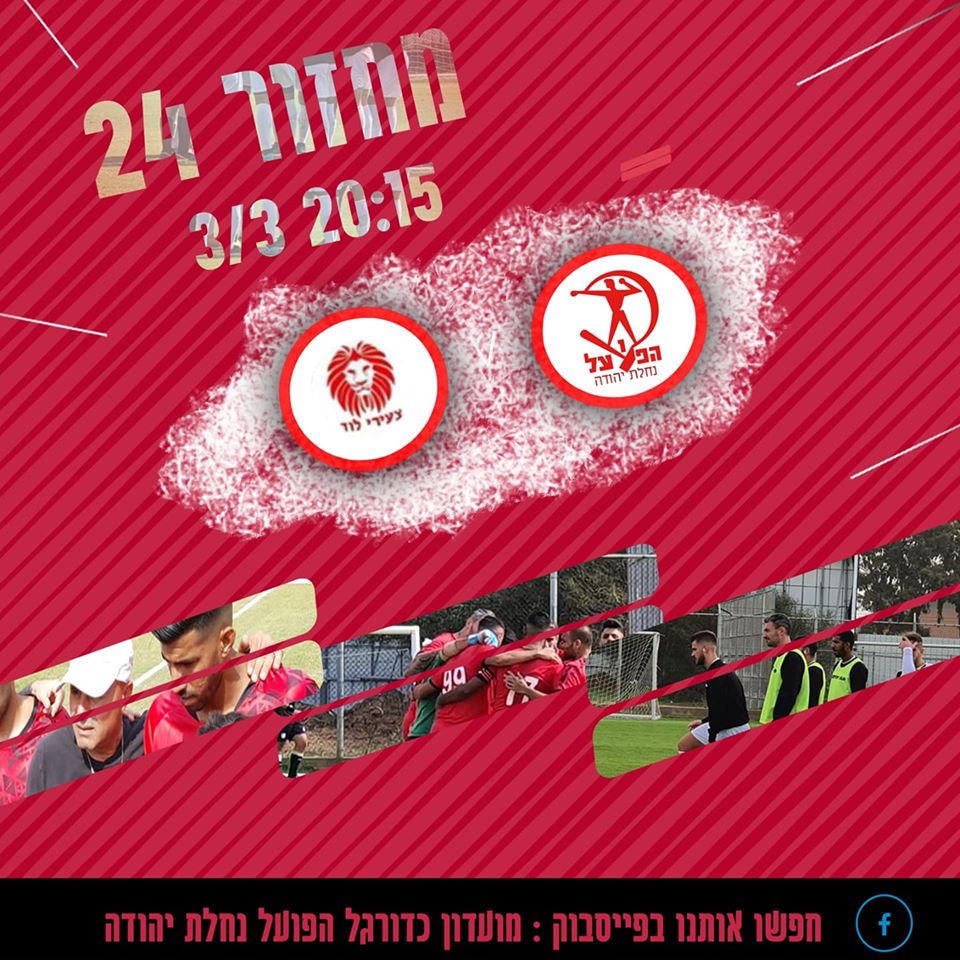 מחזור 24
3/3 20:15
הפועל
נחלת יהודה
V
צעירי לוד
99
חפשו אותנו בפייסבוק : מועדון כדורגל הפועל נחלת יהודה
f